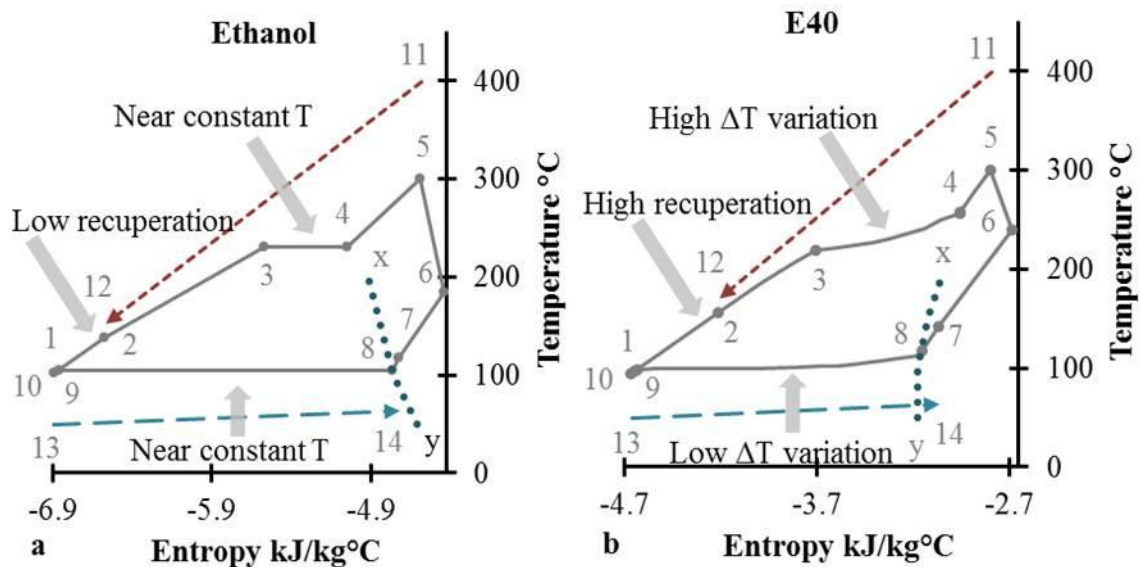 Ethanol
11
400
Near constant T
5
300
Low recuperation
4
3
x
12
6
200
7
1
2
8
10
9
100
13
Near constant T
14
y
0
Temperature °C
-6.9
-5.9
-4.9
a
Entropy kJ/kg°C
E40
11
400
High ΔT variation
5
300
4
High recuperation
6
12
3
x
200
8
7
1
2
10
9
100
13
y
14
Low ΔT variation
0
Temperature °C
-4.7
-3.7
-2.7
b
Entropy kJ/kg°C